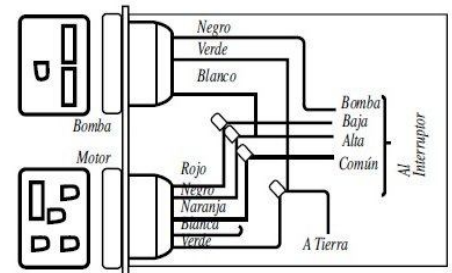 Negro
Verde
Blanco
Bomba
Motor
Bomba
Baja
Alta
Común
Al
Interruptor
Rojo
Negro
Naranja
Blanca
Verde
A Tierra